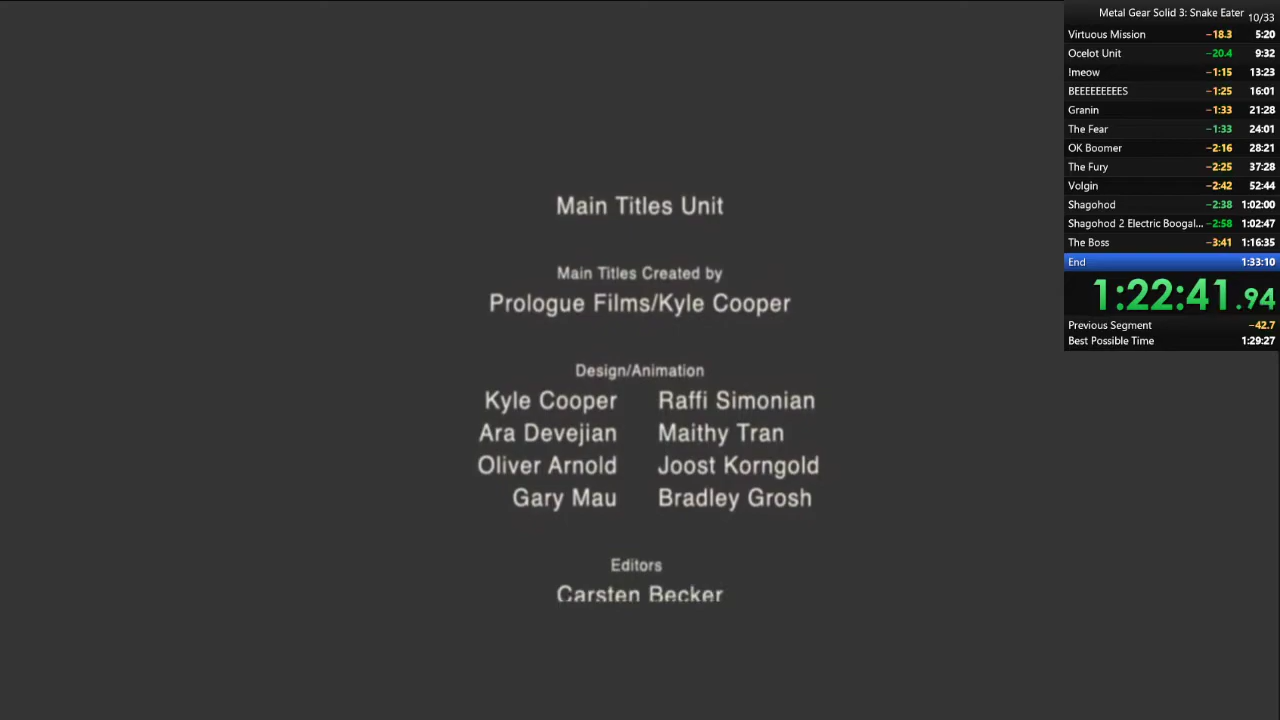 Main Titles Unit
Main Titles Created by
Prologue Films/Kyle Cooper
Design/Animation
Kyle Cooper Raffi Simonian
Ara Devejian Maithy Tran
Oliver Arnold Joost Korngold
Gary Mau Bradley Grosh
Editors
Carsten Becker
Metal Gear Solid 3: Snake Eater 10/33
Virtuous Mission -18.3 5:20
Ocelot Unit -20.4 9:32
!meow -1:15 13:23
BEEEEEEEEES -1:25 16:01
Granin -1:33 21:28
The Fear -1:33 24:01
OK Boomer -2:16 28:21
The Fury -2:25 37:28
Volgin -2:42 52:44
Shagohod -2:38 1:02:00
Shagohod 2 Electric Boogal... -2:58 1:02:47
The Boss -3:41 1:16:35
End 1:33:10
1:22:41.94
Previous Segment -42.7
Best Possible Time 1:29:27